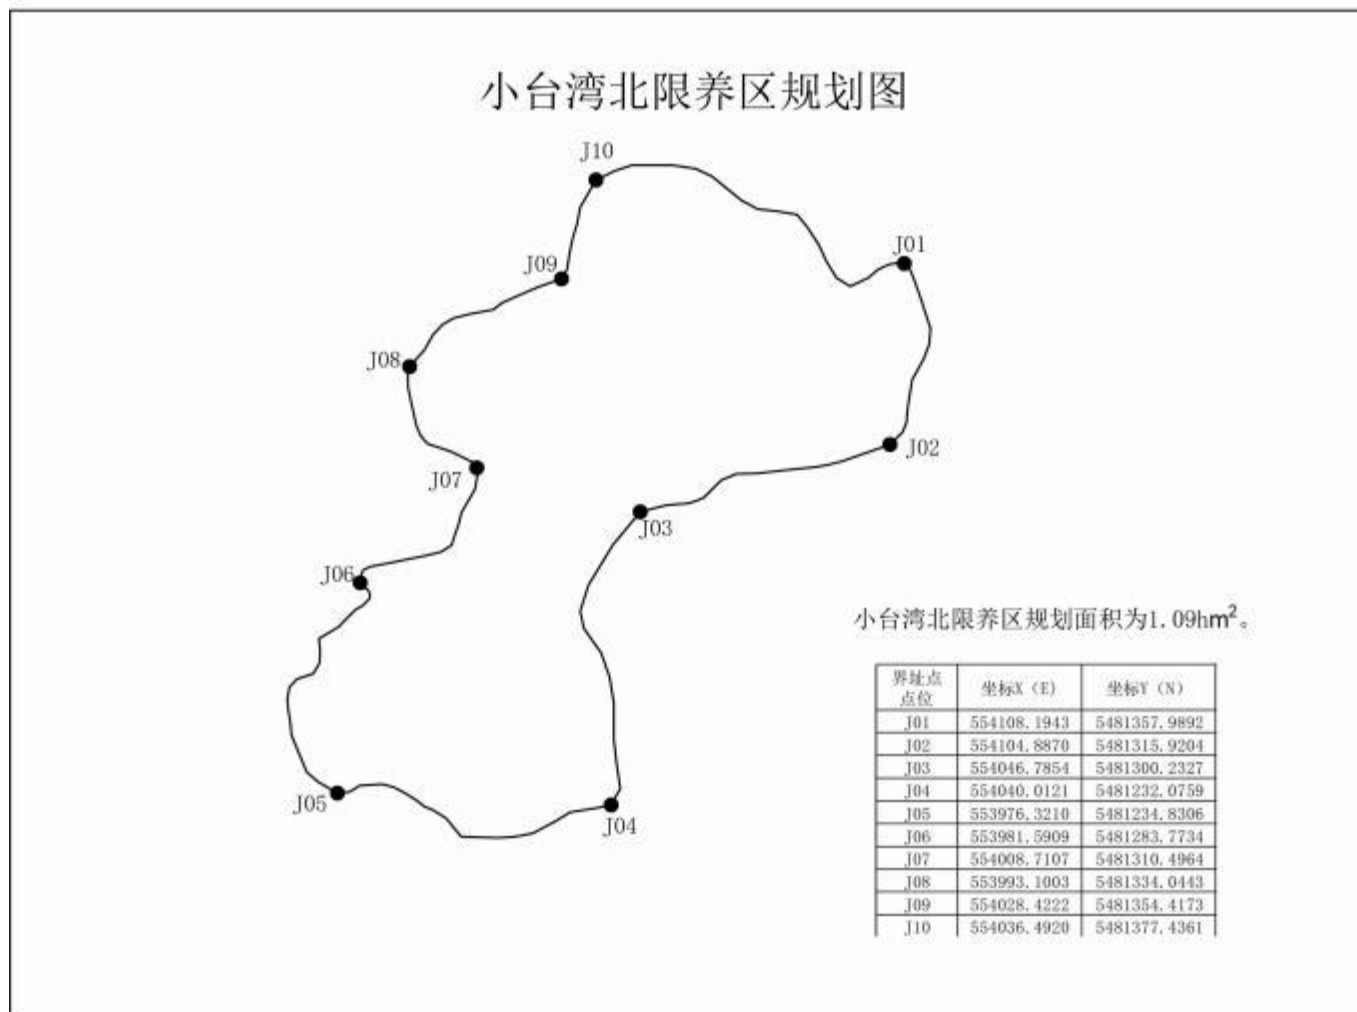 小台湾北限养区规划图
J10
J01
J09
J08
J02
J07
J03
J06
J05
J04
小台湾北限养区规划面积为1.09hm²。
界址点点位 坐标X（E） 坐标Y（N）
J01 554108.1943 5481357.9892
J02 554104.8870 5481315.9204
J03 554046.7854 5481300.2327
J04 554040.0121 5481232.0759
J05 553976.3210 5481234.8306
J06 553981.5909 5481283.7734
J07 554008.7107 5481310.4964
J08 553993.1003 5481334.0443
J09 554028.4222 5481354.4173
J10 554036.4920 5481377.4361